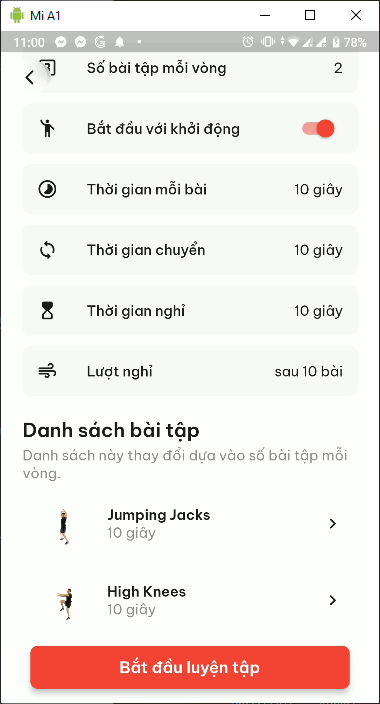 Mi A1
11:00
78%
Số bài tập mỗi vòng
2
Bắt đầu với khởi động
Thời gian mỗi bài
10 giây
Thời gian chuyển
10 giây
Thời gian nghỉ
10 giây
Lượt nghỉ
sau 10 bài
Danh sách bài tập
Danh sách này thay đổi dựa vào số bài tập mỗi
vòng.
Jumping Jacks
10 giây
High Knees
10 giây
Bắt đầu luyện tập